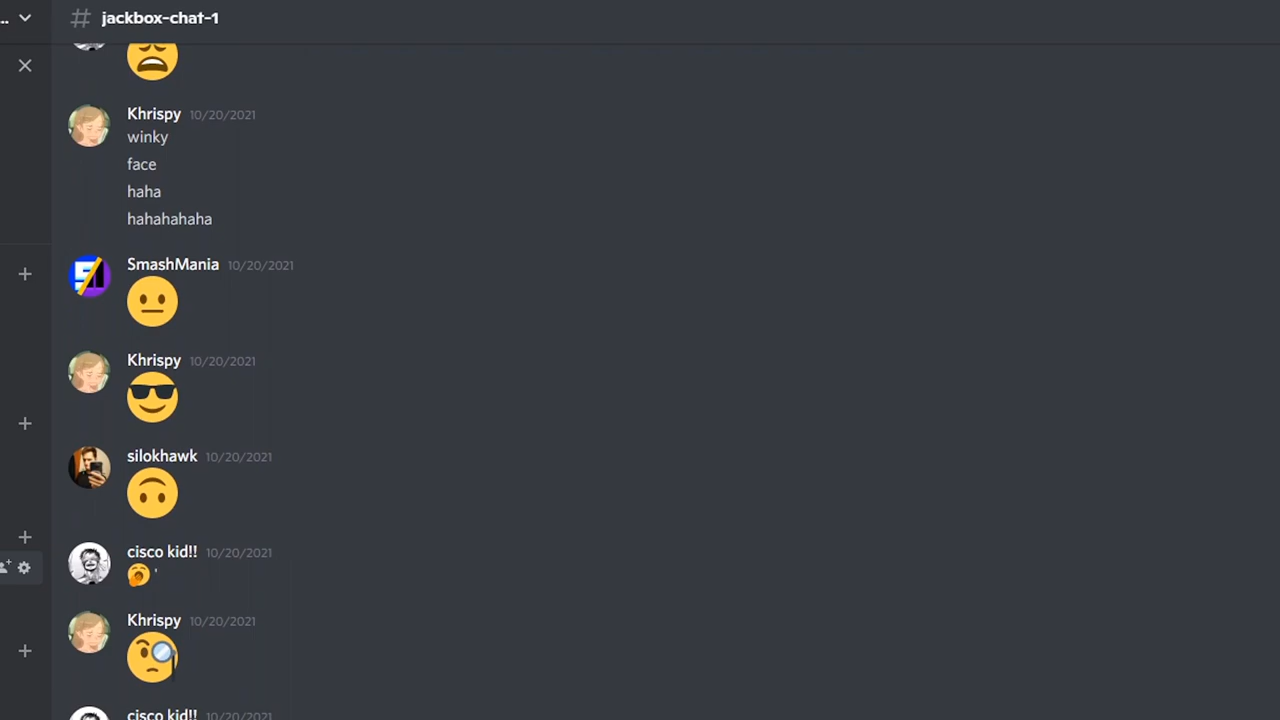 ...
# jackbox-chat-1
Khrispy 10/20/2021
winky
face
haha
hahahahaha
SmashMania 10/20/2021
😐
Khrispy 10/20/2021
😎
silokhawk 10/20/2021
🙃
cisco kid!! 10/20/2021
🥱 '
Khrispy 10/20/2021
🧐
cisco kid!! 10/20/2021